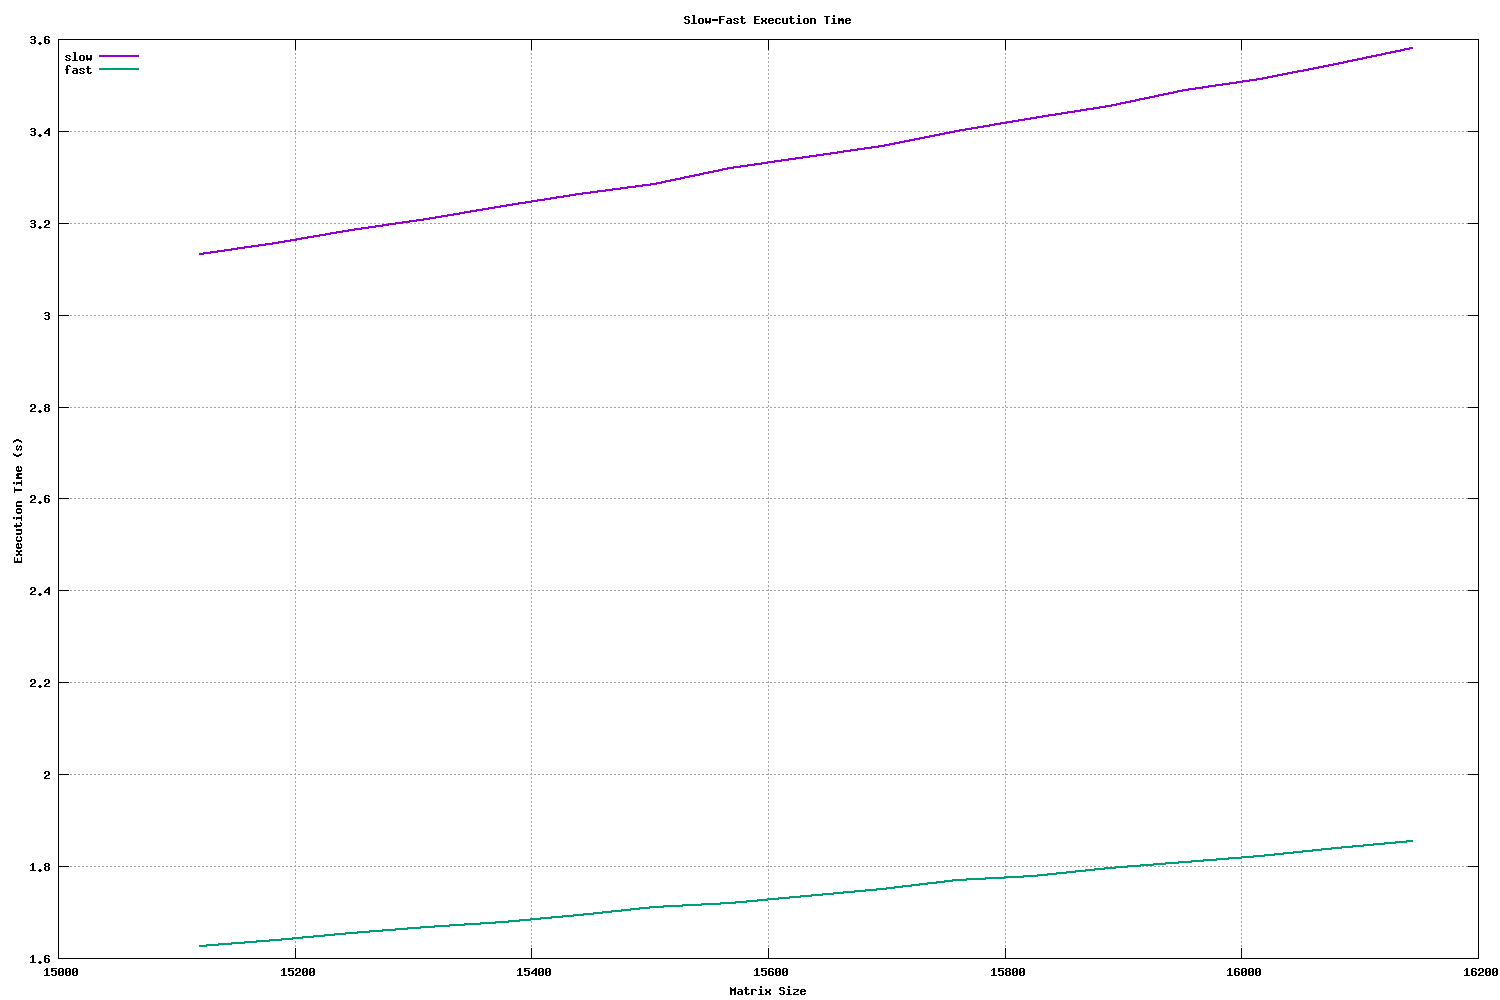 Slow-Fast Execution Time
slow
fast
3.6
3.4
3.2
3
2.8
2.6
2.4
2.2
2
1.8
1.6
Execution Time (s)
15000 15200 15400 15600 15800 16000 16200
Matrix Size